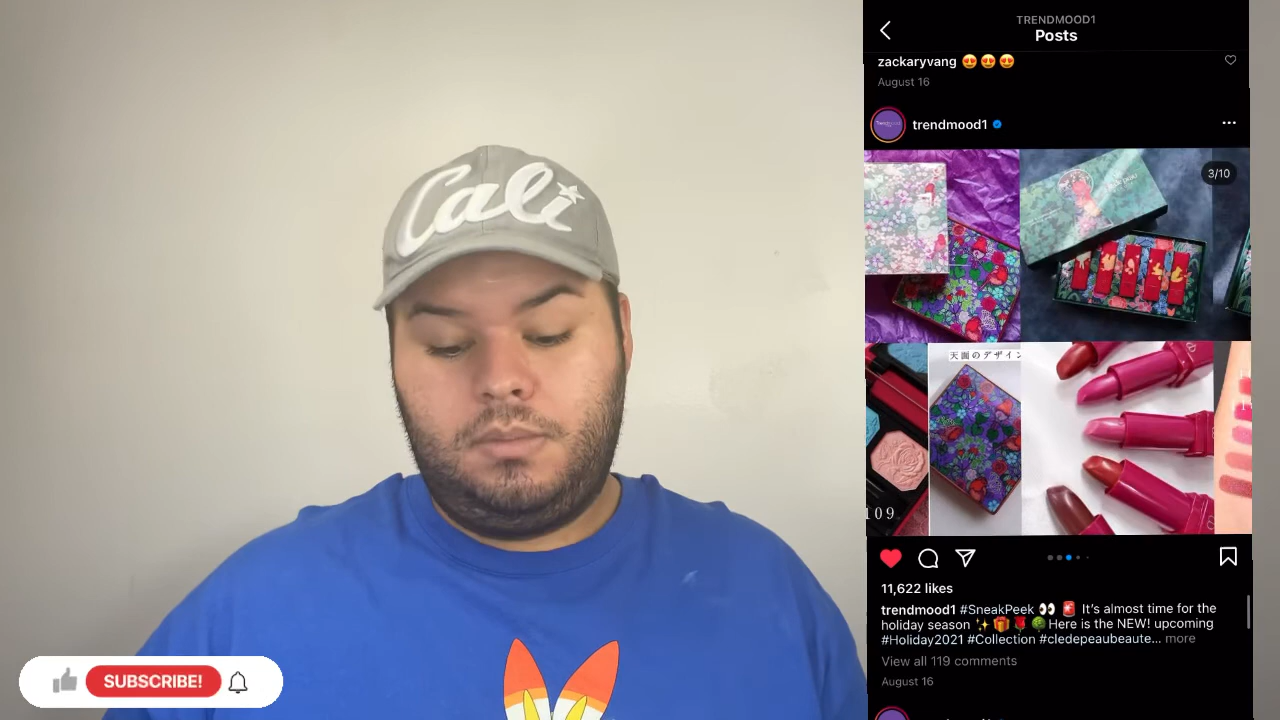 Cali
SUBSCRIBE!
TRENDMOOD1
Posts
zackaryvang 😍 😍 😍
August 16
trendmood1
3/10
天面のデザイン
109
11,622 likes
trendmood1 #SneakPeek 👀 🚨 It's almost time for the
holiday season ✨🎁🌹🌳Here is the NEW! upcoming
#Holiday2021 #Collection #cledepeaubeaute... more
View all 119 comments
August 16